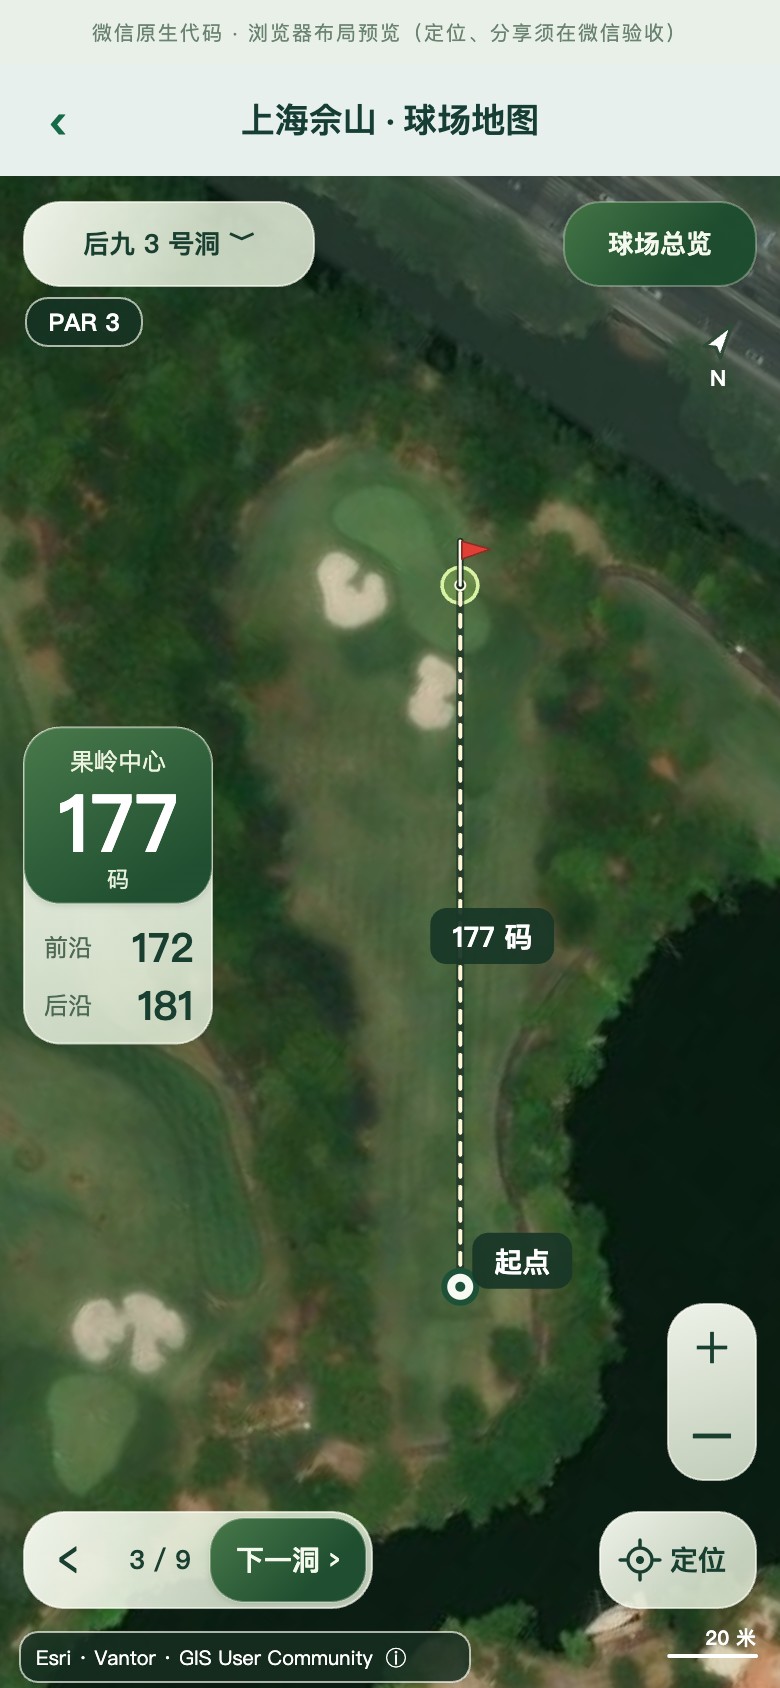 微信原生代码 · 浏览器布局预览（定位、分享须在微信验收）
‹ 上海佘山 · 球场地图
后九 3 号洞
球场总览
PAR 3
N
果岭中心
177
码
前沿 172
后沿 181
177 码
起点
+
−
< 3 / 9 下一洞 ›
定位
20 米
Esri · Vantor · GIS User Community ⓘ